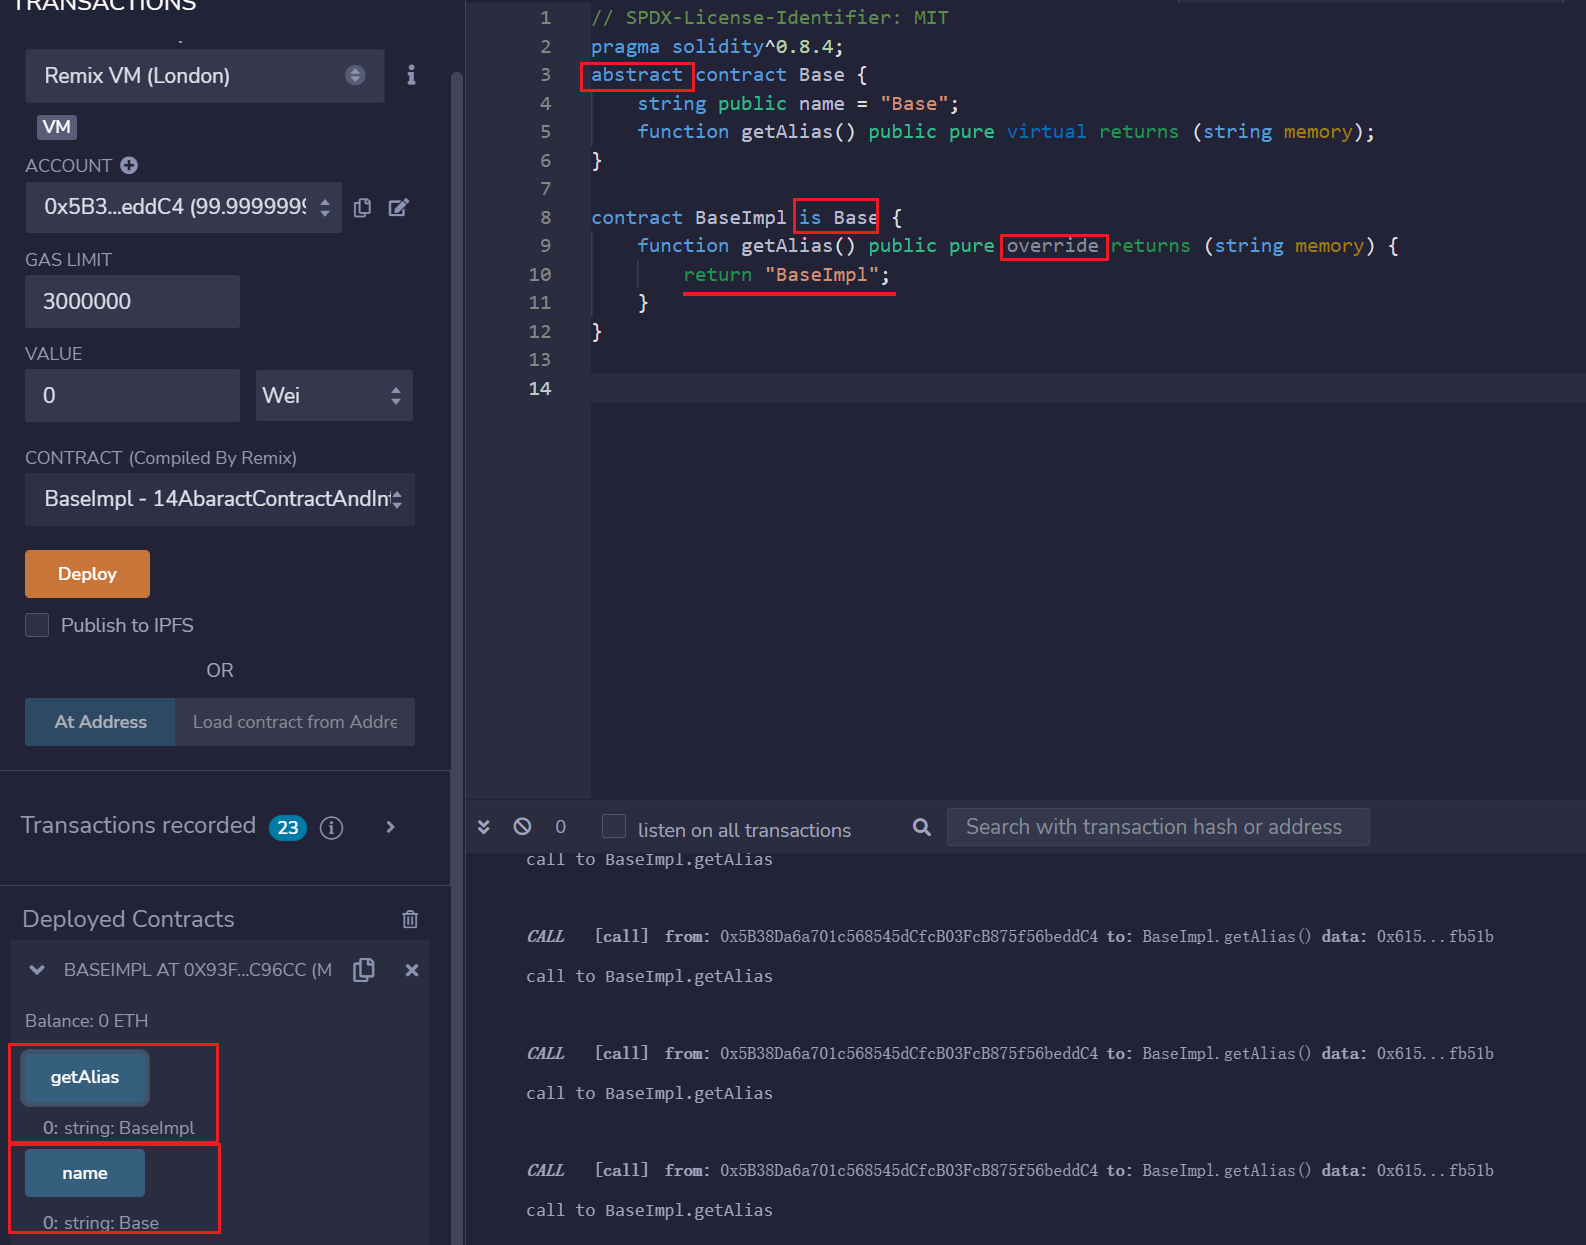 TRANSACTIONS
Remix VM (London)
VM
ACCOUNT
0x5B3...eddC4 (99.9999999
GAS LIMIT
3000000
VALUE
0
Wei
CONTRACT (Compiled By Remix)
BaseImpl - 14AbaractContractAndInt
Deploy
Publish to IPFS
OR
At Address
Load contract from Addre
Transactions recorded 23
Deployed Contracts
BASEIMPL AT 0X93F...C96CC (M
Balance: 0 ETH
getAlias
0: string: BaseImpl
name
0: string: Base
1 // SPDX-License-Identifier: MIT
2 pragma solidity^0.8.4;
3 abstract contract Base {
4 string public name = "Base";
5 function getAlias() public pure virtual returns (string memory);
6 }
7
8 contract BaseImpl is Base {
9 function getAlias() public pure override returns (string memory) {
10 return "BaseImpl";
11 }
12 }
13
14
0
listen on all transactions
Search with transaction hash or address
call to BaseImpl.getAlias
CALL [call] from: 0x5B38Da6a701c568545dCfcB03FcB875f56beddC4 to: BaseImpl.getAlias() data: 0x615...fb51b
call to BaseImpl.getAlias
CALL [call] from: 0x5B38Da6a701c568545dCfcB03FcB875f56beddC4 to: BaseImpl.getAlias() data: 0x615...fb51b
call to BaseImpl.getAlias
CALL [call] from: 0x5B38Da6a701c568545dCfcB03FcB875f56beddC4 to: BaseImpl.getAlias() data: 0x615...fb51b
call to BaseImpl.getAlias